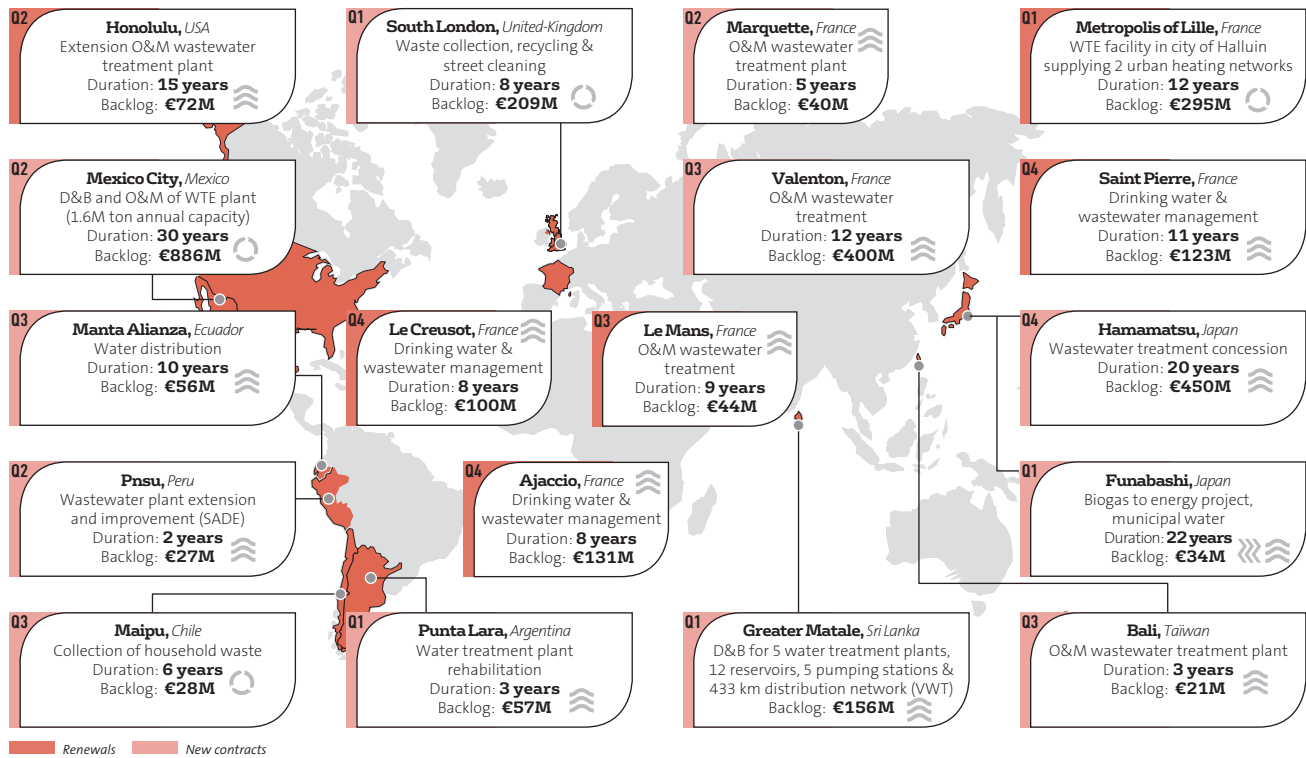 Q2
Honolulu, USA
Extension O&M wastewater
treatment plant
Duration: 15 years
Backlog: €72M
Q1
South London, United-Kingdom
Waste collection, recycling &
street cleaning
Duration: 8 years
Backlog: €209M
Q2
Marquette, France
O&M wastewater
treatment plant
Duration: 5 years
Backlog: €40M
Q1
Metropolis of Lille, France
WTE facility in city of Halluin
supplying 2 urban heating networks
Duration: 12 years
Backlog: €295M
Q2
Mexico City, Mexico
D&B and O&M of WTE plant
(1.6M ton annual capacity)
Duration: 30 years
Backlog: €886M
Q3
Valenton, France
O&M wastewater
treatment
Duration: 12 years
Backlog: €400M
Q4
Saint Pierre, France
Drinking water &
wastewater management
Duration: 11 years
Backlog: €123M
Q3
Manta Alianza, Ecuador
Water distribution
Duration: 10 years
Backlog: €56M
Q4
Le Creusot, France
Drinking water &
wastewater management
Duration: 8 years
Backlog: €100M
Q3
Le Mans, France
O&M wastewater
treatment
Duration: 9 years
Backlog: €44M
Q4
Hamamatsu, Japan
Wastewater treatment concession
Duration: 20 years
Backlog: €450M
Q2
Pnsu, Peru
Wastewater plant extension
and improvement (SADE)
Duration: 2 years
Backlog: €27M
Q4
Ajaccio, France
Drinking water &
wastewater management
Duration: 8 years
Backlog: €131M
Q1
Funabashi, Japan
Biogas to energy project,
municipal water
Duration: 22 years
Backlog: €34M
Q3
Maipu, Chile
Collection of household waste
Duration: 6 years
Backlog: €28M
Q1
Punta Lara, Argentina
Water treatment plant
rehabilitation
Duration: 3 years
Backlog: €57M
Q1
Greater Matale, Sri Lanka
D&B for 5 water treatment plants,
12 reservoirs, 5 pumping stations &
433 km distribution network (VWT)
Backlog: €156M
Q3
Bali, Taïwan
O&M wastewater treatment plant
Duration: 3 years
Backlog: €21M
Renewals
New contracts